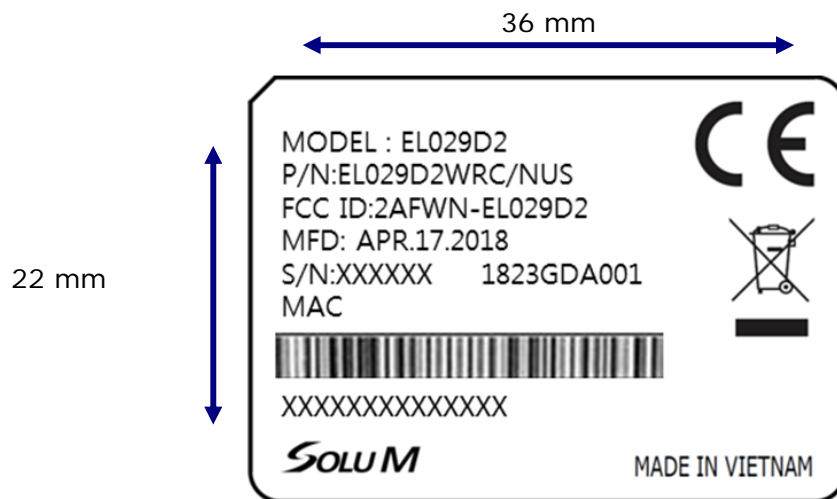 36 mm
22 mm
MODEL : EL029D2
P/N:EL029D2WRC/NUS
FCC ID:2AFWN-EL029D2
MFD: APR.17.2018
S/N:XXXXXX 1823GDA001
MAC
XXXXXXXXXXXXXX
SOLUM
MADE IN VIETNAM
CE